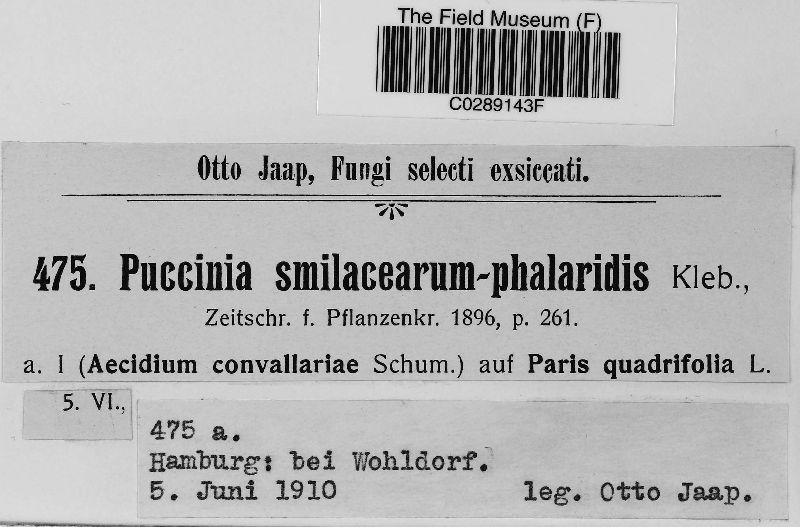 The Field Museum (F)
C0289143F
Otto Jaap, Fungi selecti exsiccati.
475. Puccinia smilacearum-phalaridis Kleb.,
Zeitschr. f. Pflanzenkr. 1896, p. 261.
a. I (Aecidium convallariae Schum.) auf Paris quadrifolia L.
5. VI.,
475 a.
Hamburg: bei Wohldorf.
5. Juni 1910 leg. Otto Jaap.